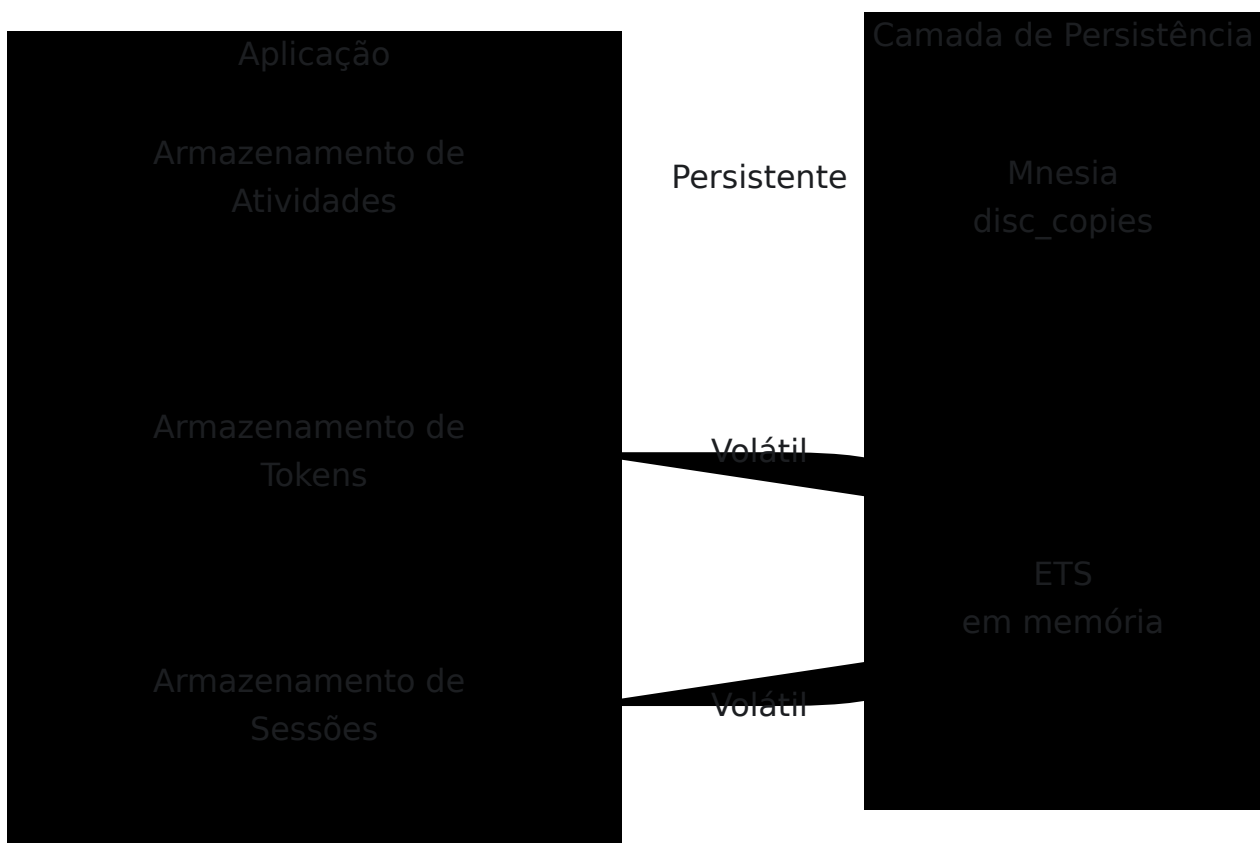 Aplicação
Armazenamento de
Atividades
Armazenamento de
Tokens
Armazenamento de
Sessões
Persistente
Volátil
Volátil
Camada de Persistência
Mnesia
disc_copies
ETS
em memória